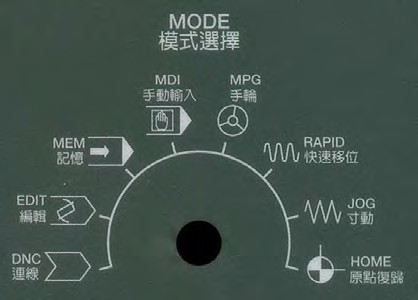 MODE
模式選擇
MDI
手動輸入
MPG
手輪
MEM
記憶
RAPID
快速移位
EDIT
編輯
JOG
寸動
DNC
連線
HOME
原點復歸